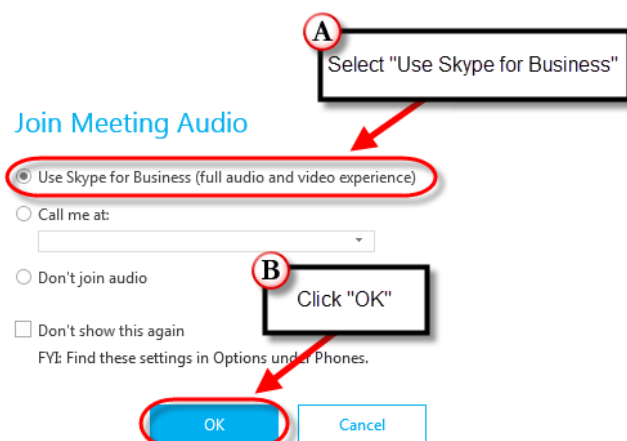 A
Select "Use Skype for Business"
Join Meeting Audio
Use Skype for Business (full audio and video experience)
Call me at:
Don't join audio
B
Click "OK"
Don't show this again
FYI: Find these settings in Options under Phones.
OK
Cancel